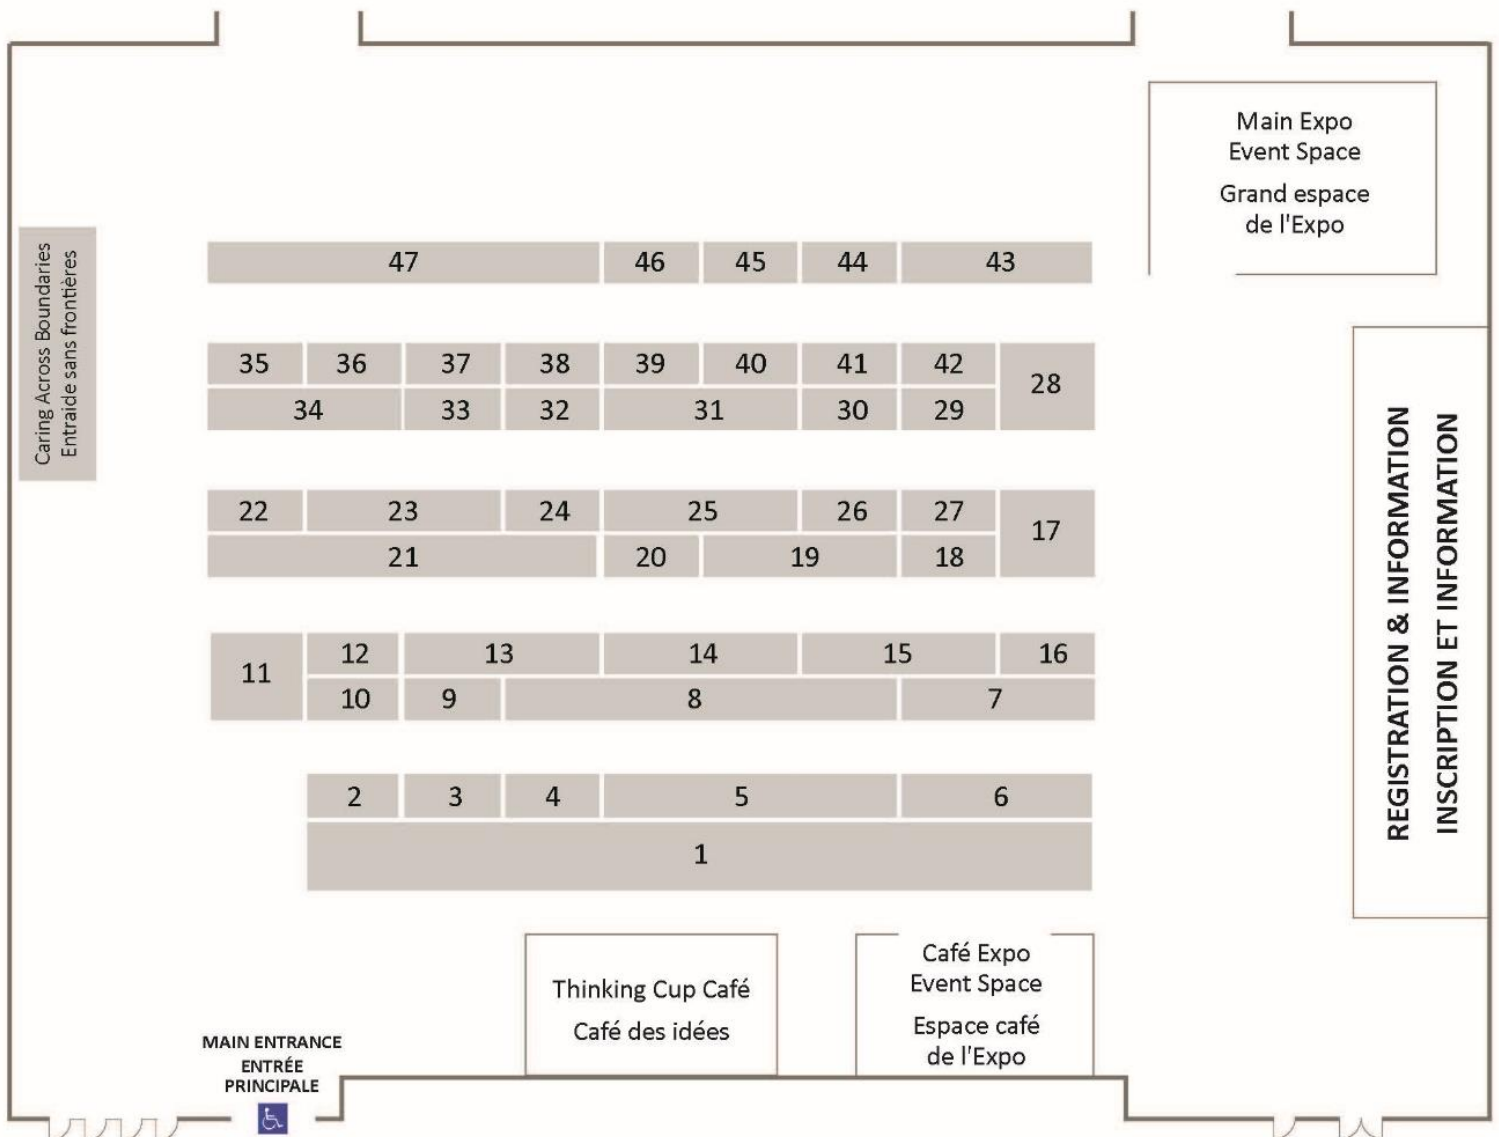 Main Expo
Event Space
Grand espace
de l'Expo
Caring Across Boundaries
Entraide sans frontières
47 46 45 44 43
35 36 37 38 39 40 41 42
28
34 33 32 31 30 29
22 23 24 25 26 27
17
21 20 19 18
12 13 14 15 16
11
10 9 8 7
2 3 4 5 6
1
REGISTRATION & INFORMATION
INSCRIPTION ET INFORMATION
Thinking Cup Café
Café des idées
Café Expo
Event Space
Espace café
de l'Expo
MAIN ENTRANCE
ENTRÉE
PRINCIPALE